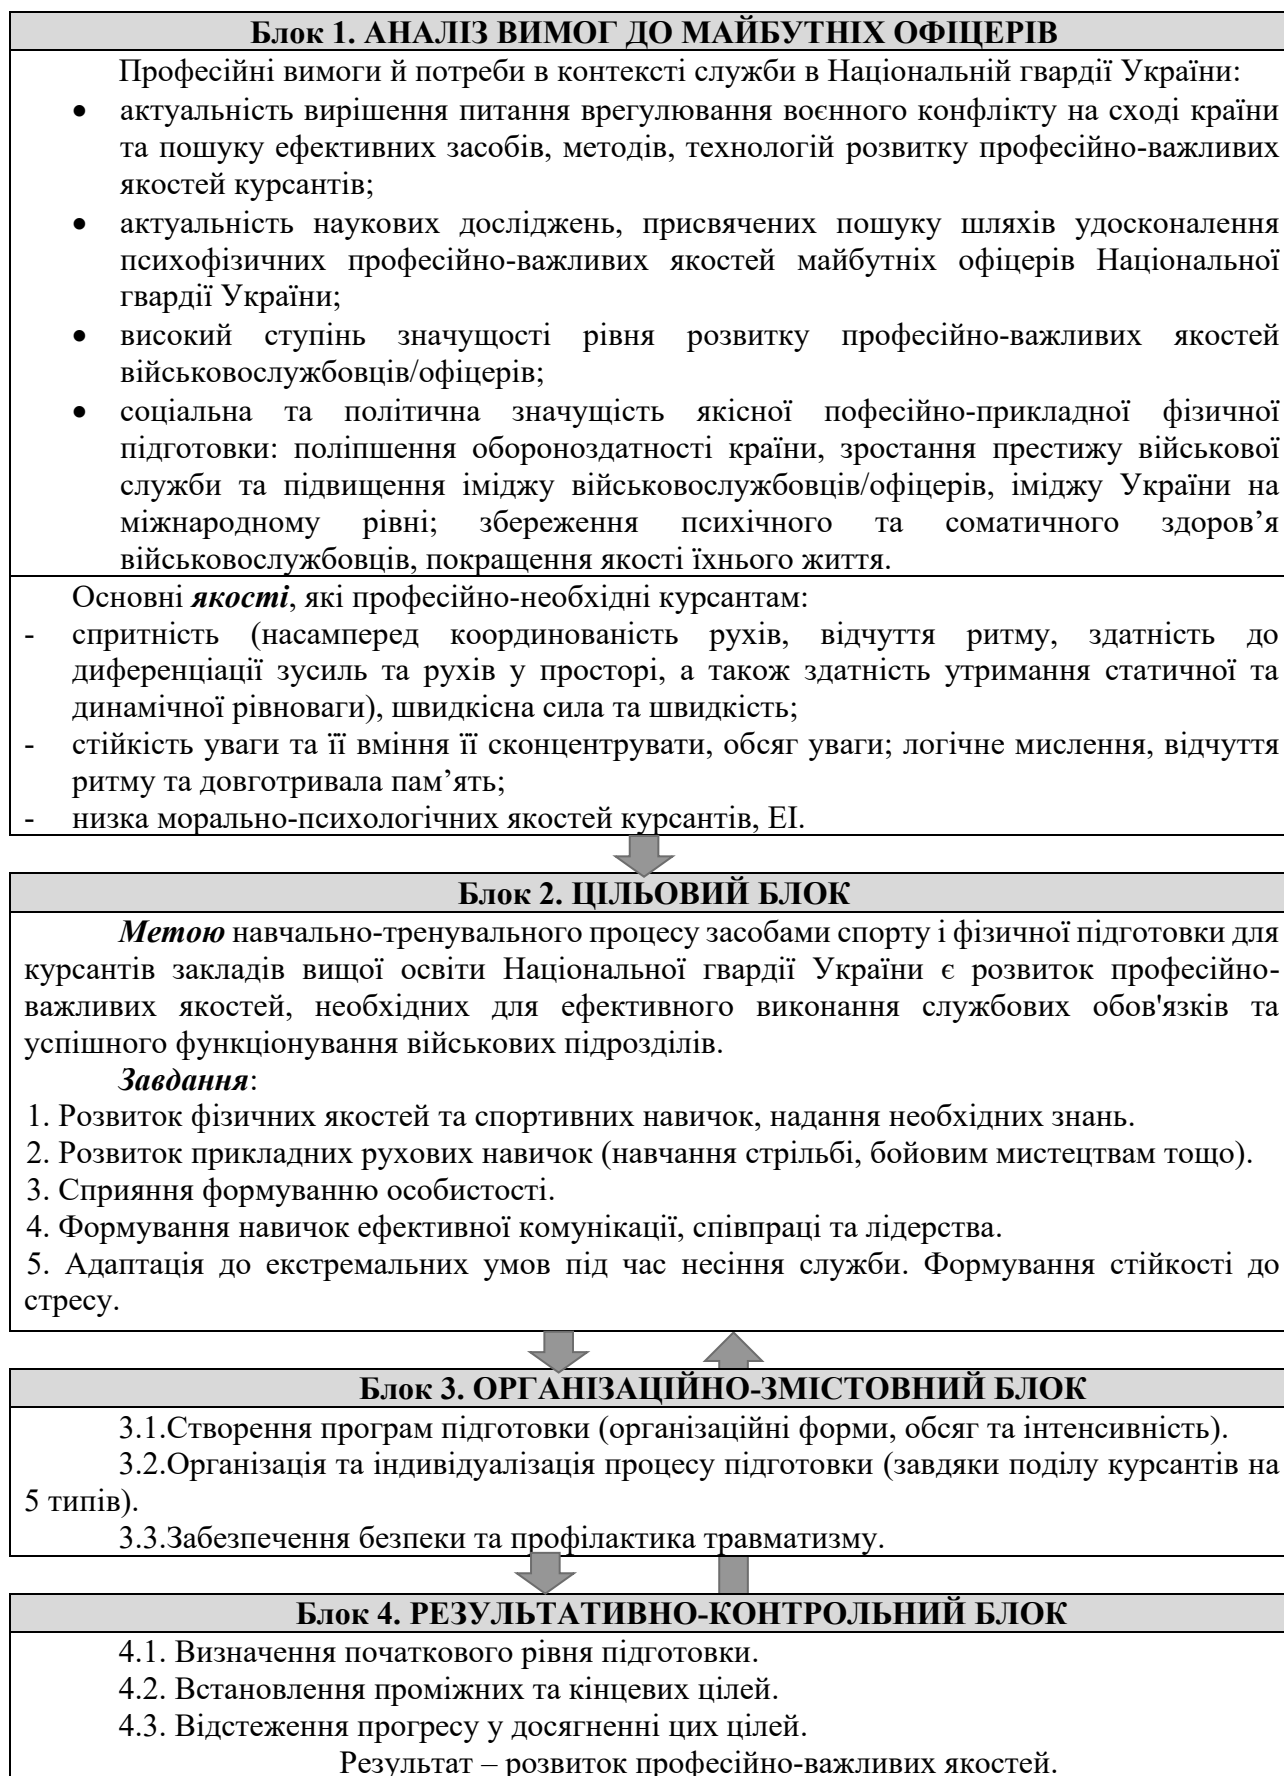 Блок 1. АНАЛІЗ ВИМОГ ДО МАЙБУТНІХ ОФІЦЕРІВ
Професійні вимоги й потреби в контексті служби в Національній гвардії України:
• актуальність вирішення питання врегулювання воєнного конфлікту на сході країни
та пошуку ефективних засобів, методів, технологій розвитку професійно-важливих
якостей курсантів;
• актуальність наукових досліджень, присвячених пошуку шляхів удосконалення
психофізичних професійно-важливих якостей майбутніх офіцерів Національної
гвардії України;
• високий ступінь значущості рівня розвитку професійно-важливих якостей
військовослужбовців/офіцерів;
• соціальна та політична значущість якісної пофесійно-прикладної фізичної
підготовки: поліпшення обороноздатності країни, зростання престижу військової
служби та підвищення іміджу військовослужбовців/офіцерів, іміджу України на
міжнародному рівні; збереження психічного та соматичного здоров’я
військовослужбовців, покращення якості їхнього життя.
Основні якості, які професійно-необхідні курсантам:
- спритність (насамперед координованість рухів, відчуття ритму, здатність до
диференціації зусиль та рухів у просторі, а також здатність утримання статичної та
динамічної рівноваги), швидкісна сила та швидкість;
- стійкість уваги та її вміння її сконцентрувати, обсяг уваги; логічне мислення, відчуття
ритму та довготривала пам’ять;
- низка морально-психологічних якостей курсантів, ЕІ.
Блок 2. ЦІЛЬОВИЙ БЛОК
Метою навчально-тренувального процесу засобами спорту і фізичної підготовки для
курсантів закладів вищої освіти Національної гвардії України є розвиток професійно-
важливих якостей, необхідних для ефективного виконання службових обов'язків та
успішного функціонування військових підрозділів.
Завдання:
1. Розвиток фізичних якостей та спортивних навичок, надання необхідних знань.
2. Розвиток прикладних рухових навичок (навчання стрільбі, бойовим мистецтвам тощо).
3. Сприяння формуванню особистості.
4. Формування навичок ефективної комунікації, співпраці та лідерства.
5. Адаптація до екстремальних умов під час несіння служби. Формування стійкості до
стресу.
Блок 3. ОРГАНІЗАЦІЙНО-ЗМІСТОВНИЙ БЛОК
3.1.Створення програм підготовки (організаційні форми, обсяг та інтенсивність).
3.2.Організація та індивідуалізація процесу підготовки (завдяки поділу курсантів на
5 типів).
3.3.Забезпечення безпеки та профілактика травматизму.
Блок 4. РЕЗУЛЬТАТИВНО-КОНТРОЛЬНИЙ БЛОК
4.1. Визначення початкового рівня підготовки.
4.2. Встановлення проміжних та кінцевих цілей.
4.3. Відстеження прогресу у досягненні цих цілей.
Результат – розвиток професійно-важливих якостей.